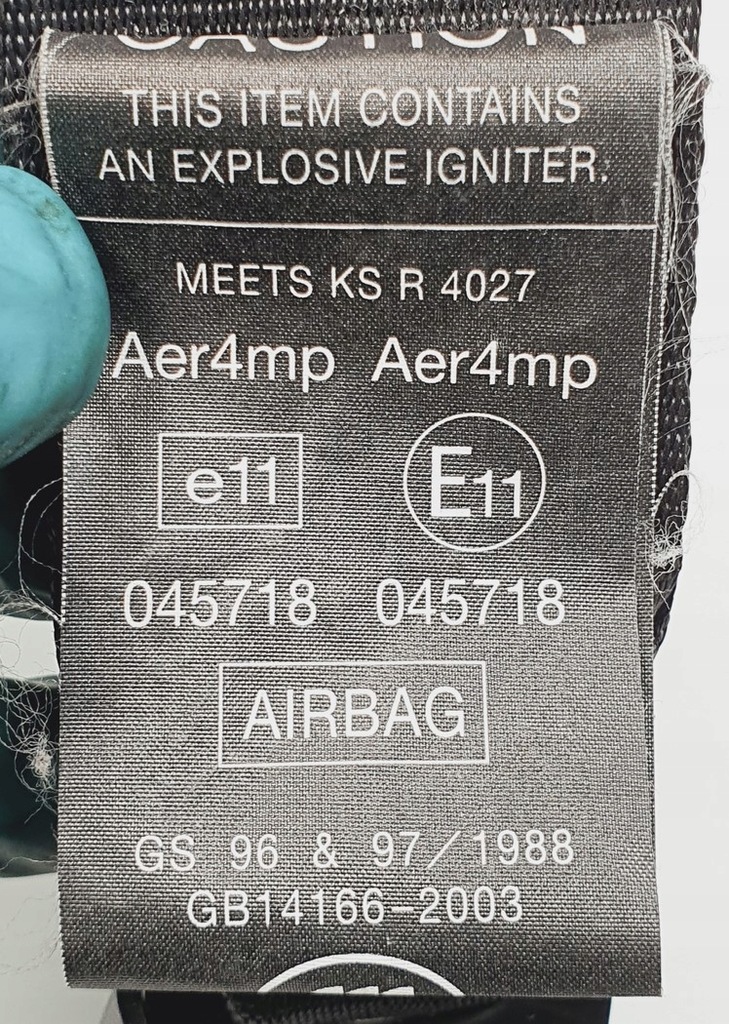 CAUTION
THIS ITEM CONTAINS
AN EXPLOSIVE IGNITER.
MEETS KS R 4027
Aer4mp Aer4mp
e11 E11
045718 045718
AIRBAG
GS 96 & 97/1988
GB14166-2003